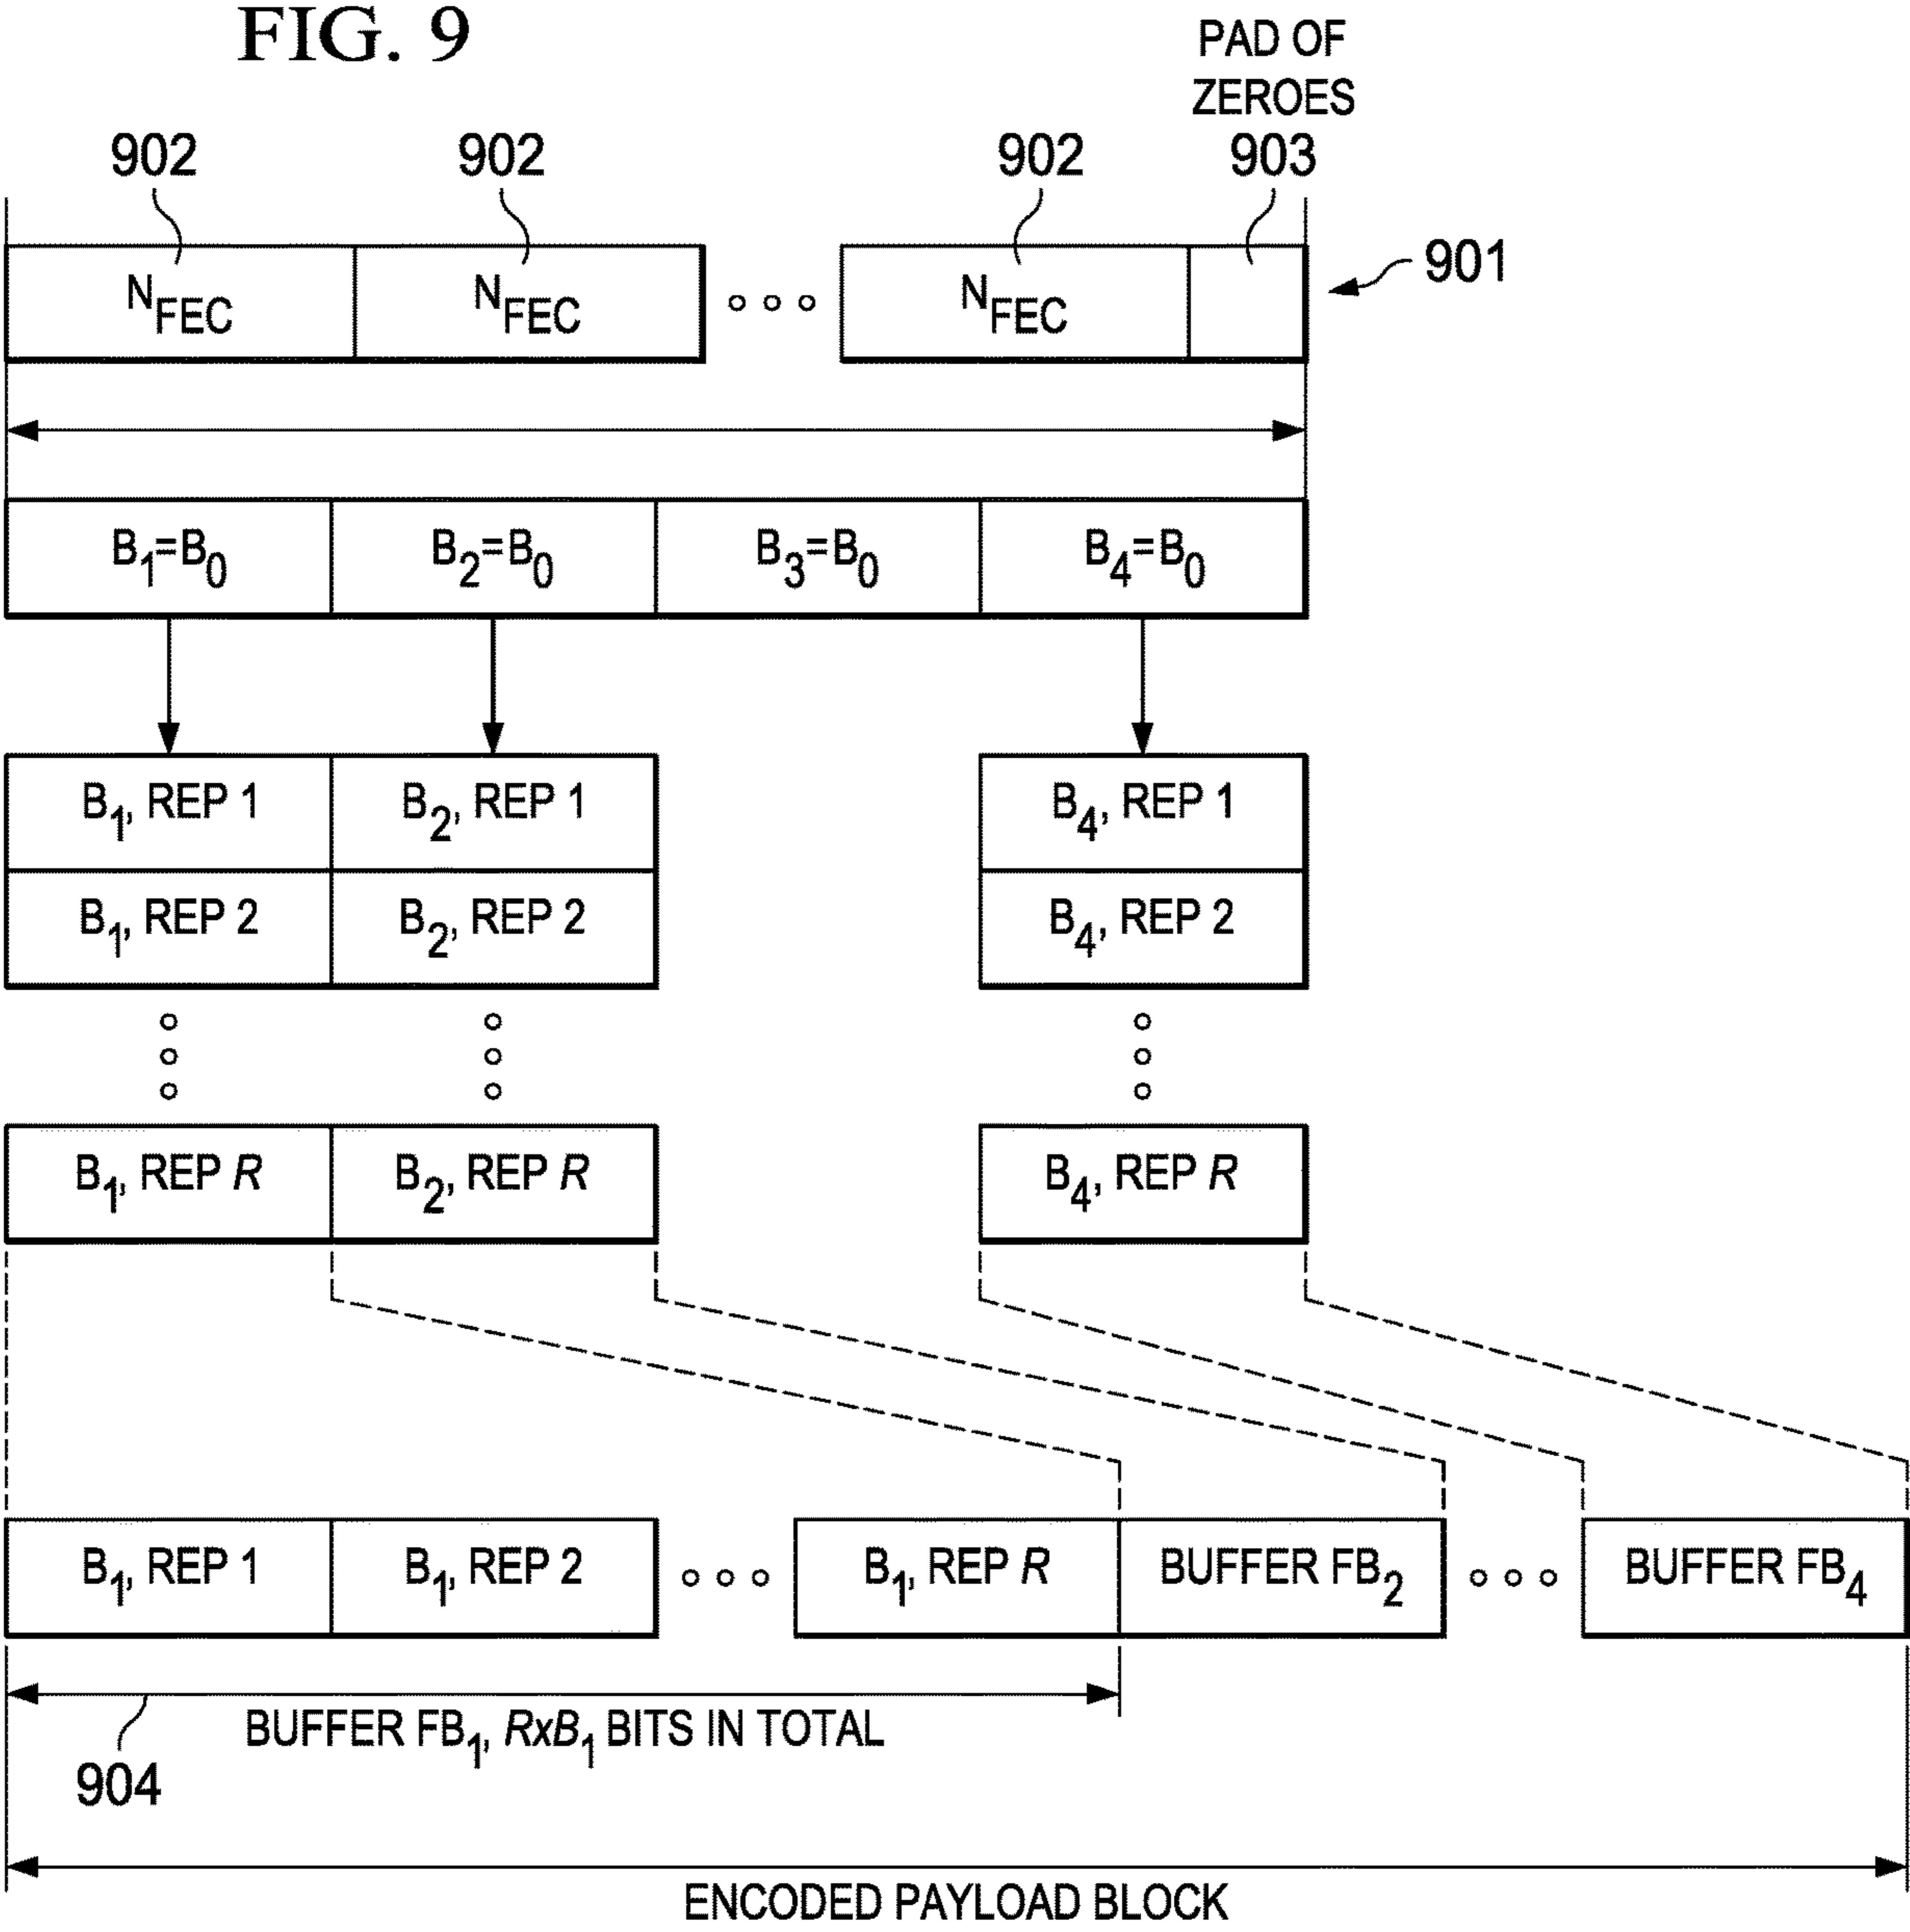 FIG. 9
PAD OF
ZEROES
902 902 902 903
N_FEC N_FEC N_FEC
901
B1=B0 B2=B0 B3=B0 B4=B0
B1, REP 1 B2, REP 1 B4, REP 1
B1, REP 2 B2, REP 2 B4, REP 2
B1, REP R B2, REP R B4, REP R
B1, REP 1 B1, REP 2 B1, REP R BUFFER FB2 BUFFER FB4
BUFFER FB1, RxB1 BITS IN TOTAL
904
ENCODED PAYLOAD BLOCK